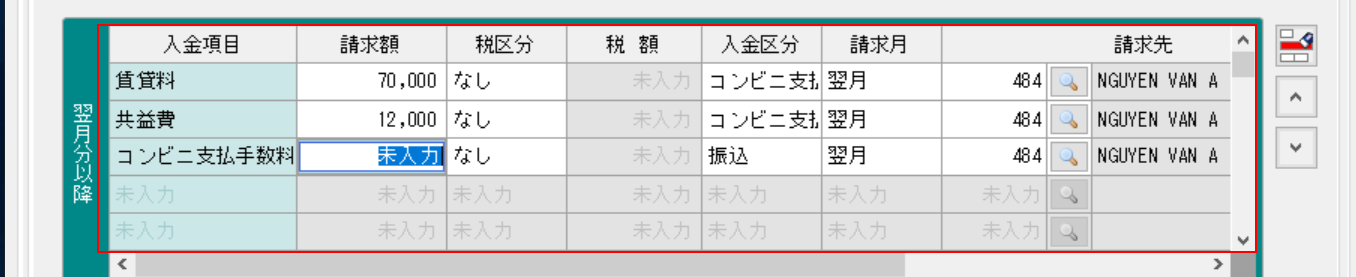 入金項目 請求額 税区分 税 額 入金区分 請求月 請求先
賃貸料 70,000 なし 未入力 コンビニ支払 翌月 484 NGUYEN VAN A
共益費 12,000 なし 未入力 コンビニ支払 翌月 484 NGUYEN VAN A
コンビニ支払手数料 未入力 なし 未入力 振込 翌月 484 NGUYEN VAN A
未入力 未入力 未入力 未入力 未入力 未入力 未入力
未入力 未入力 未入力 未入力 未入力 未入力 未入力
翌月分以降